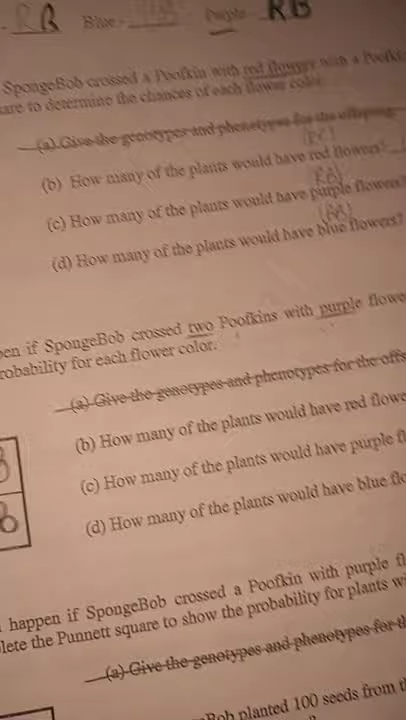 RB Blue- Purple RB
SpongeBob crossed a Poofkin with red flowers with a
to determine the chances of each flower color.
(a) Give the genotypes and phenotypes for the offspring.
(b) How many of the plants would have red flowers?
(c) How many of the plants would have purple flowers?
(d) How many of the plants would have blue flowers?
if SpongeBob crossed two Poofkins with purple flowe
robability for each flower color.
(a) Give the genotypes and phenotypes for the offs
(b) How many of the plants would have red flowe
(c) How many of the plants would have purple fl
(d) How many of the plants would have blue flo
happen if SpongeBob crossed a Poofkin with purple fl
lete the Punnett square to show the probability for plants wi
(a) Give the genotypes and phenotypes for th
Bob planted 100 seeds from t